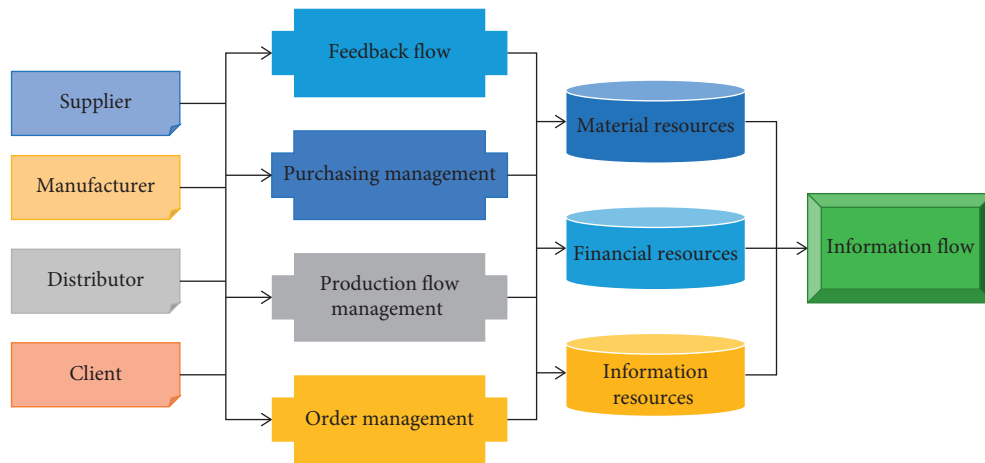 Supplier
Manufacturer
Distributor
Client
Feedback flow
Purchasing management
Production flow
management
Order management
Material resources
Financial resources
Information
resources
Information flow